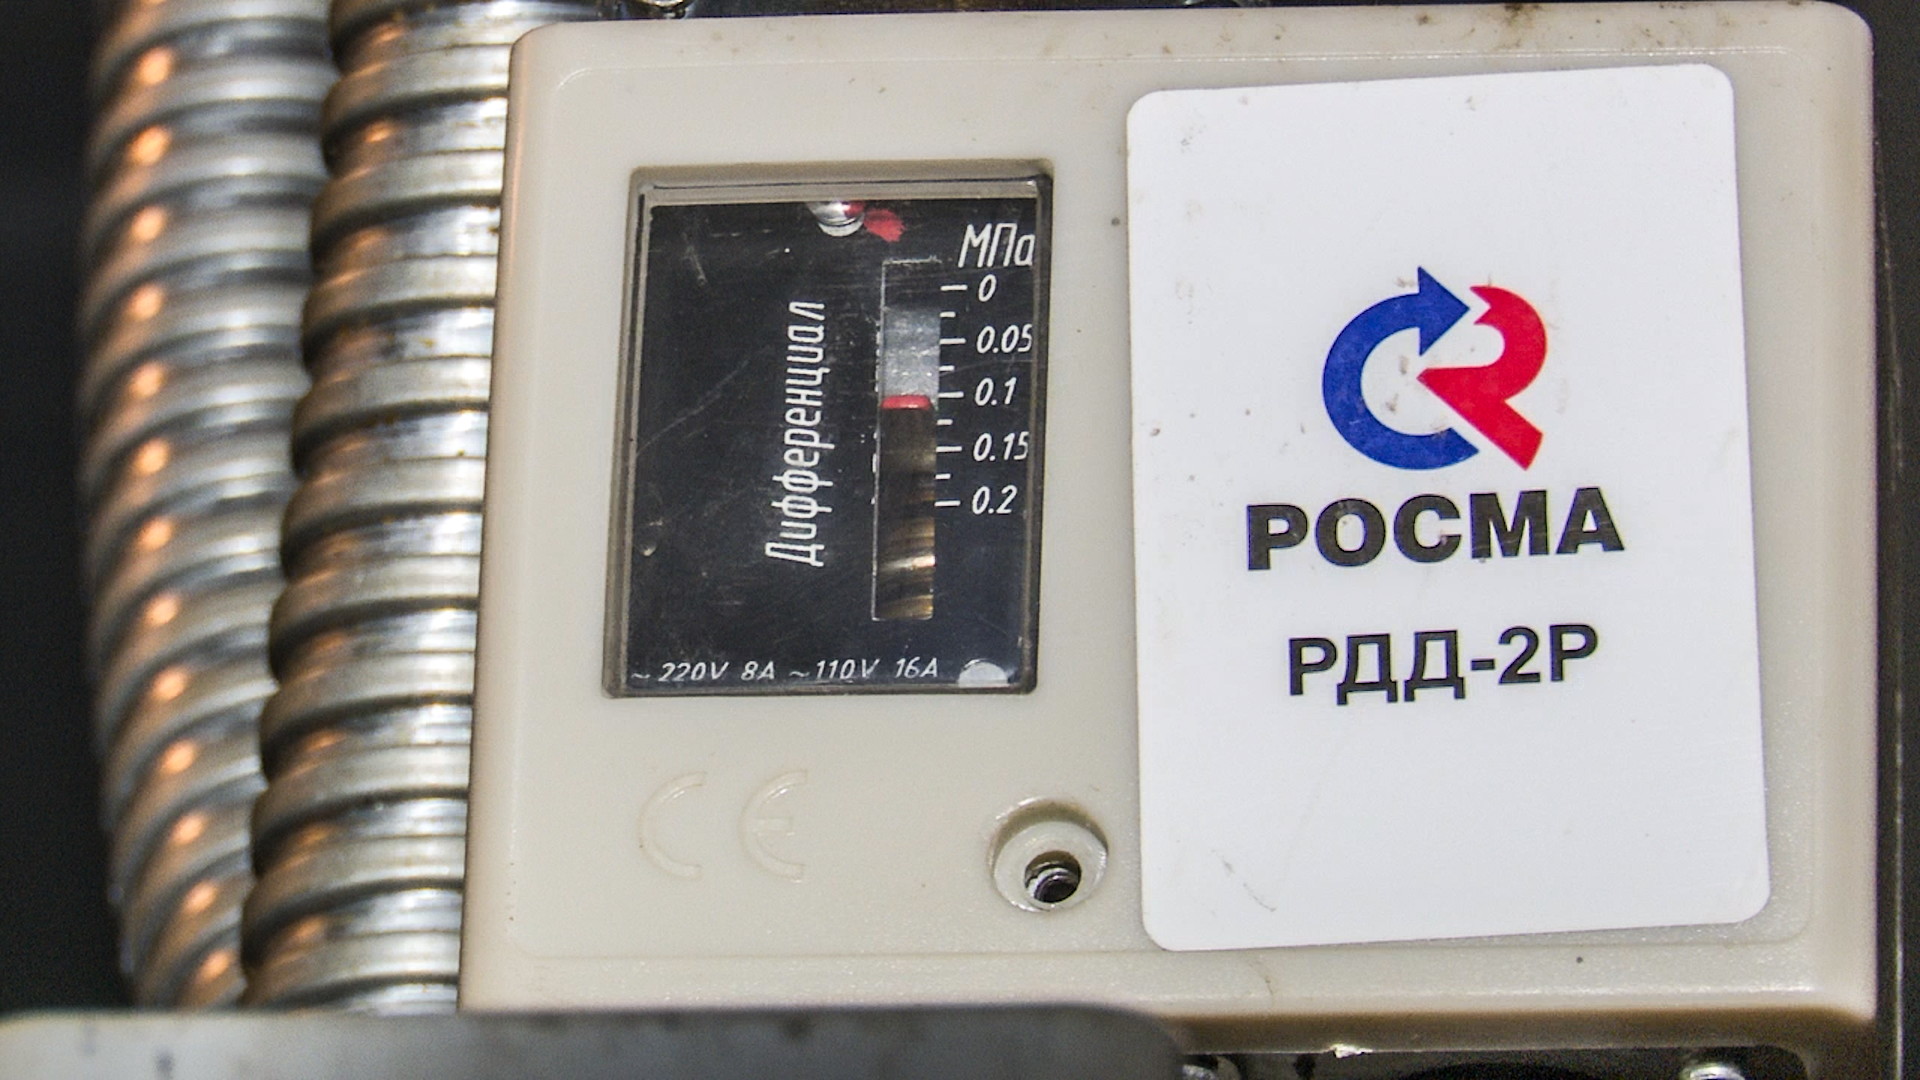 МПа
0
0.05
0.1
0.15
0.2
Дифференциал
~ 220V 8A ~ 110V 16A
CE
РОСМА
РДД-2Р